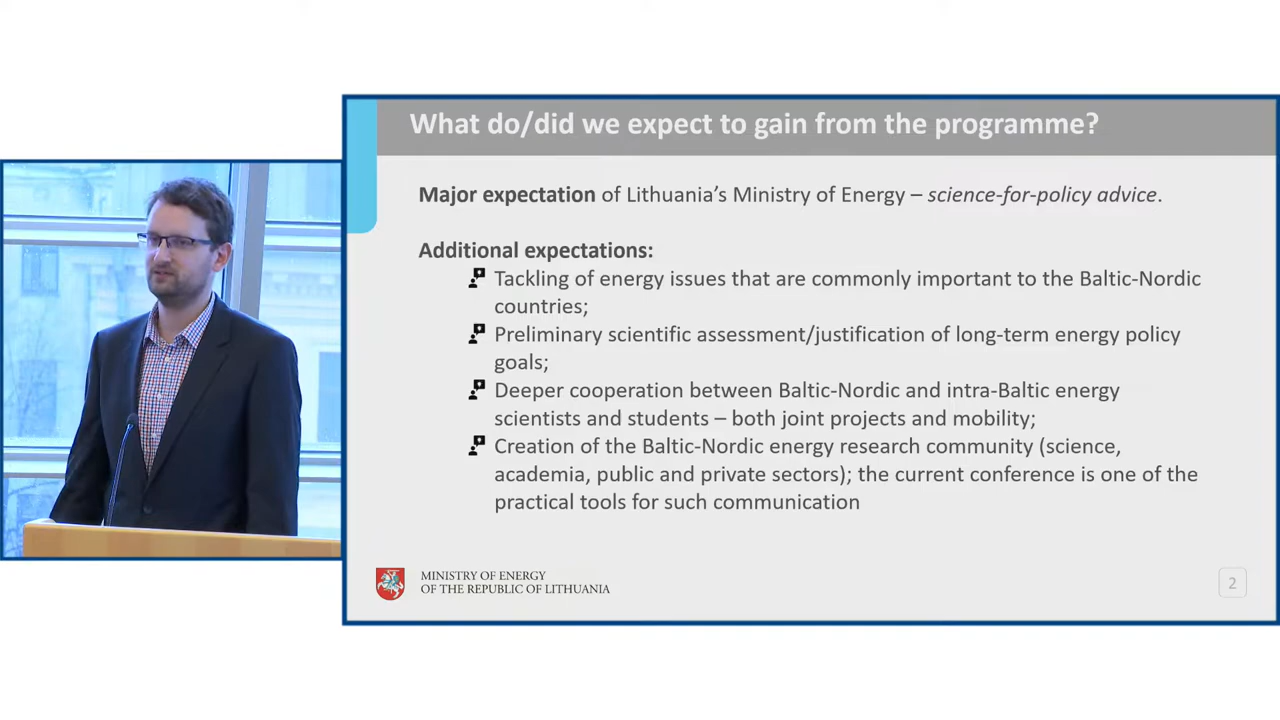 What do/did we expect to gain from the programme?
Major expectation of Lithuania's Ministry of Energy – science-for-policy advice.
Additional expectations:
Tackling of energy issues that are commonly important to the Baltic-Nordic
countries;
Preliminary scientific assessment/justification of long-term energy policy
goals;
Deeper cooperation between Baltic-Nordic and intra-Baltic energy
scientists and students – both joint projects and mobility;
Creation of the Baltic-Nordic energy research community (science,
academia, public and private sectors); the current conference is one of the
practical tools for such communication
MINISTRY OF ENERGY
OF THE REPUBLIC OF LITHUANIA
2